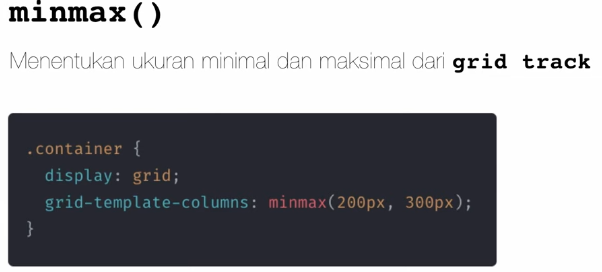 minmax()
Menentukan ukuran minimal dan maksimal dari grid track
.container {
  display: grid;
  grid-template-columns: minmax(200px, 300px);
}